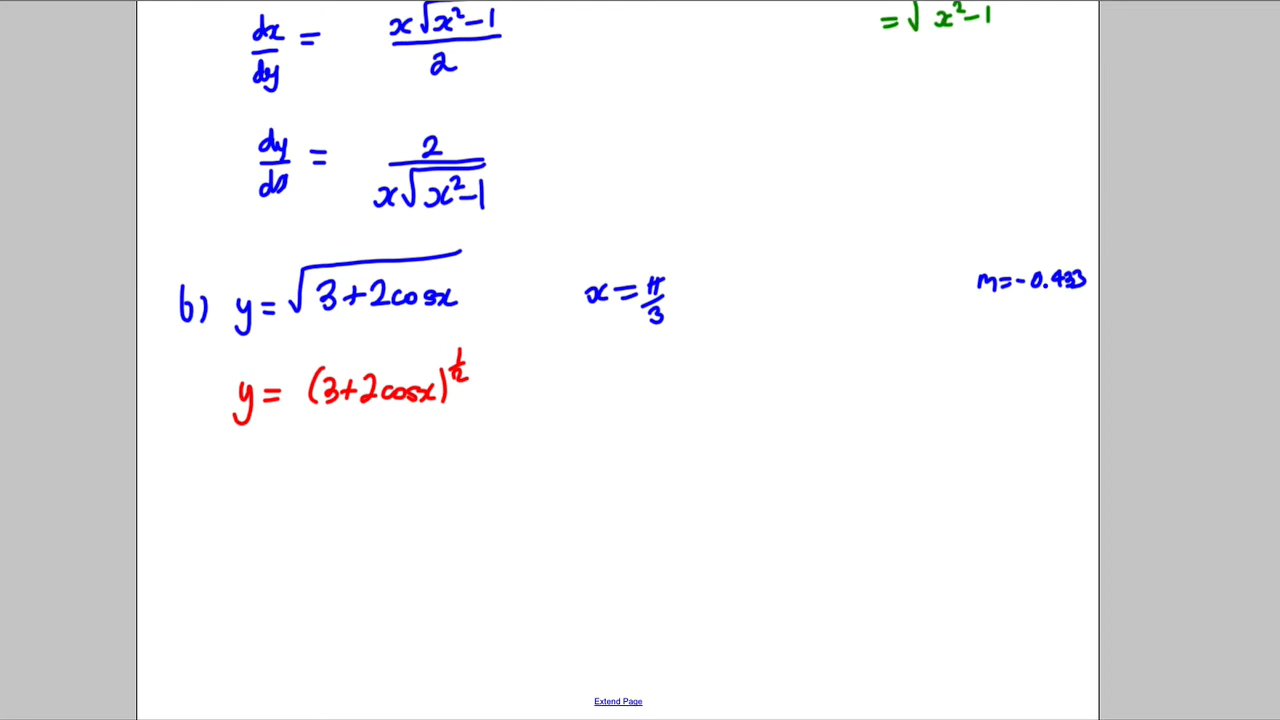 = √(x²-1)
dx/dy = x√(x²-1)/2
dy/dx = 2/(x√(x²-1))
b) y = √(3+2cosx) x = π/3 m=-0.433
y = (3+2cosx)^(1/2)
Extend Page